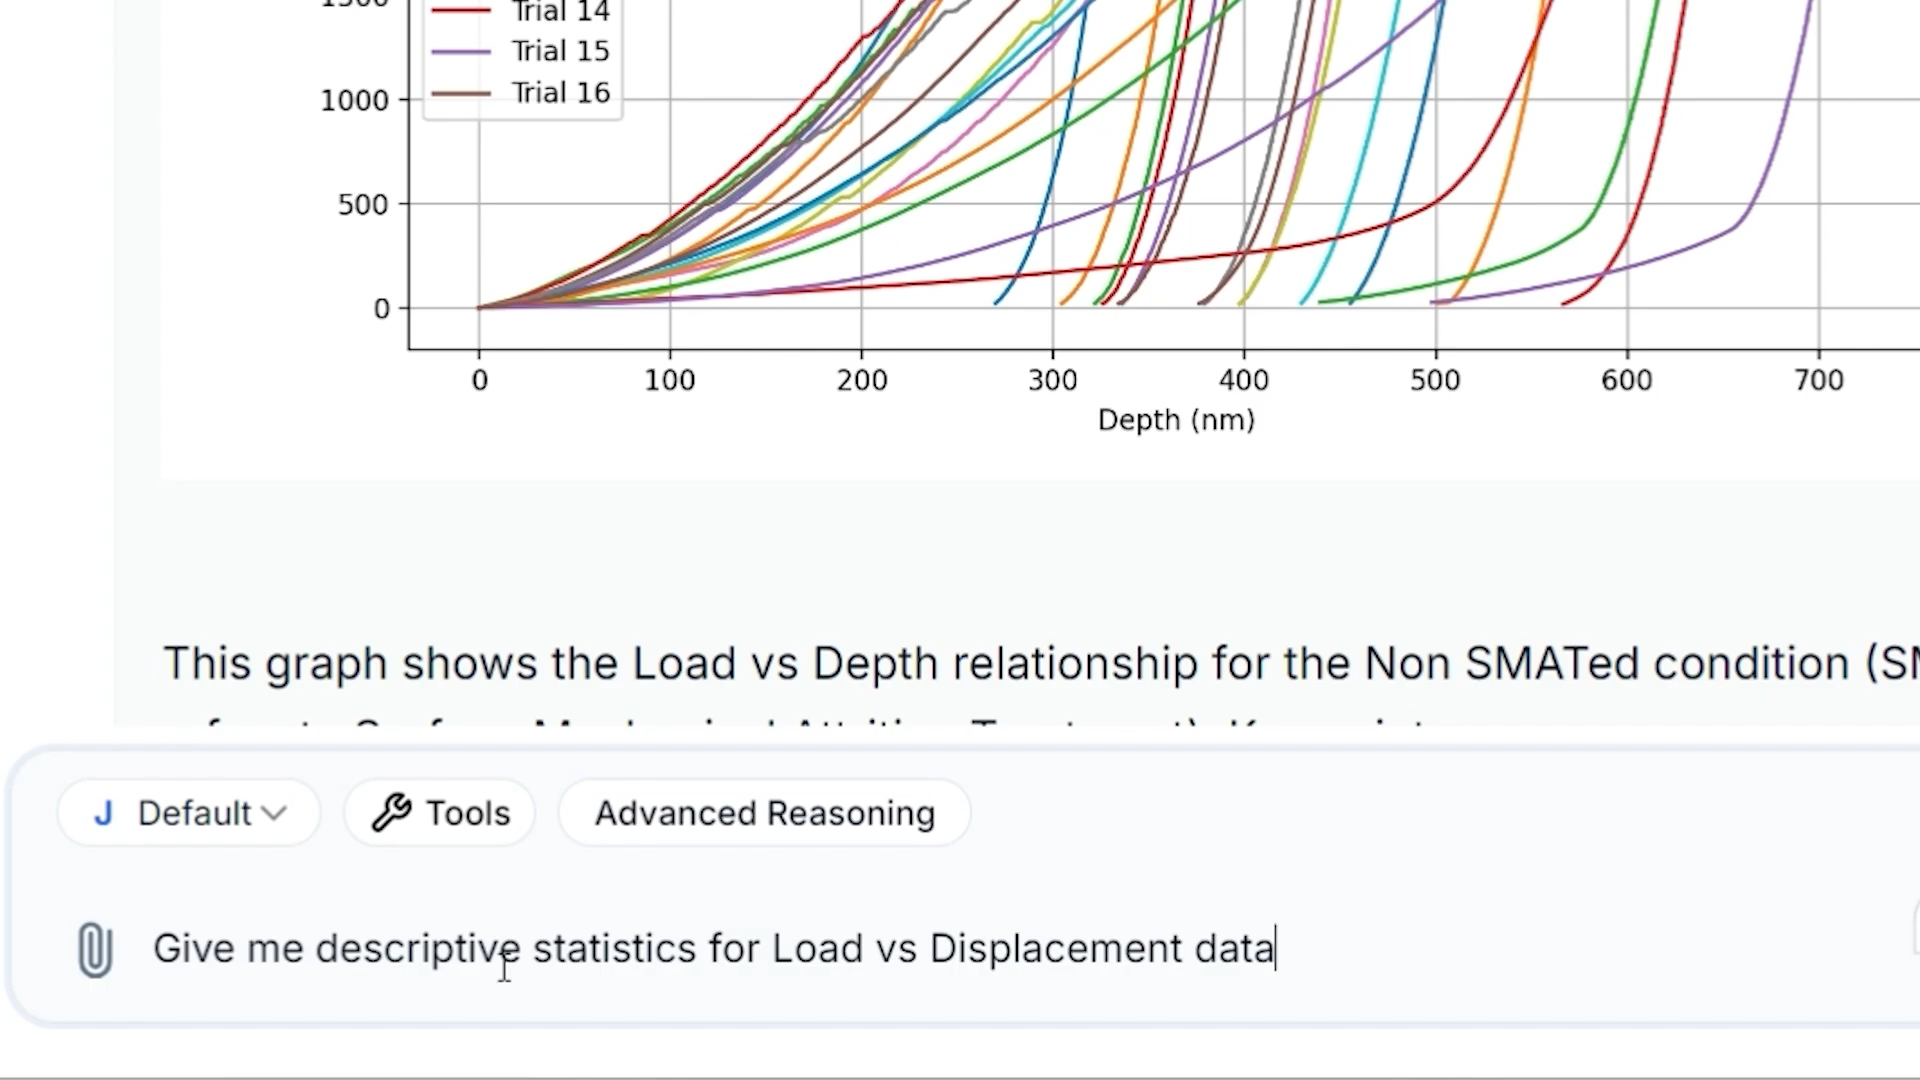 1500
Trial 14
Trial 15
1000
Trial 16
500
0
0 100 200 300 400 500 600 700
Depth (nm)
This graph shows the Load vs Depth relationship for the Non SMATed condition (SM
J Default
Tools
Advanced Reasoning
Give me descriptive statistics for Load vs Displacement data